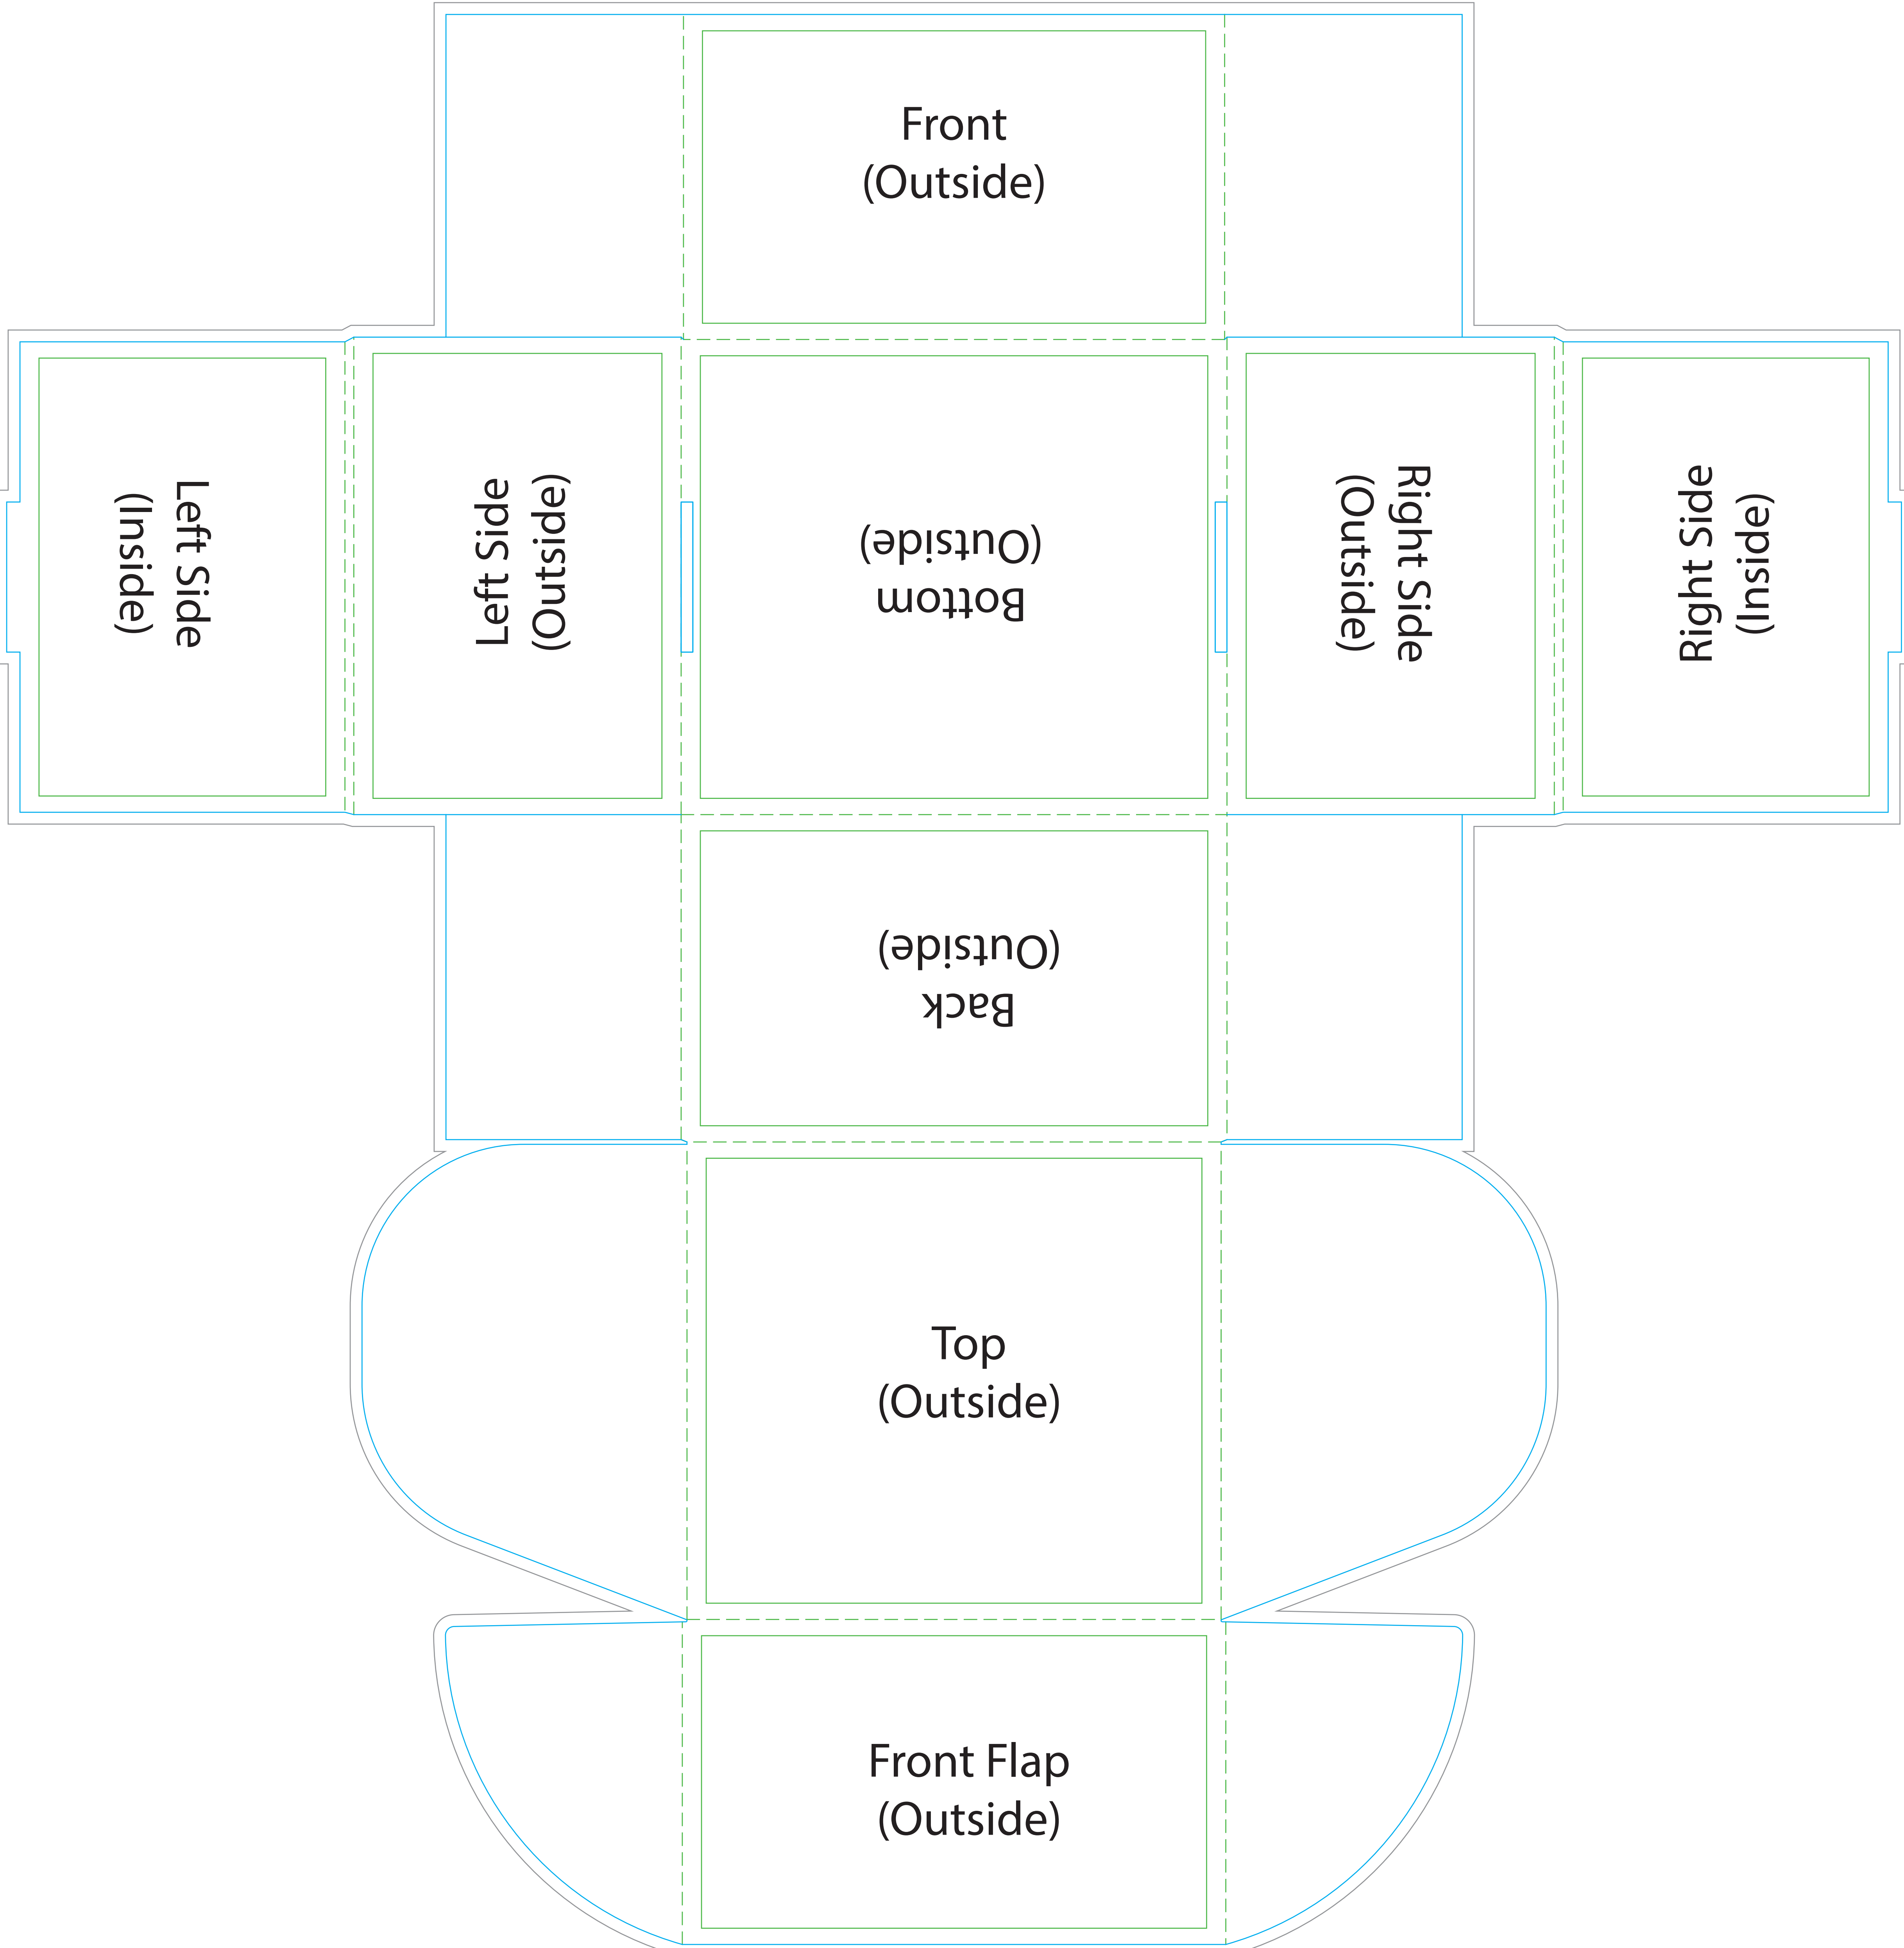 Front
(Outside)
Left Side
(Inside)
Left Side
(Outside)
Bottom
(Outside)
Right Side
(Outside)
Right Side
(Inside)
Back
(Outside)
Top
(Outside)
Front Flap
(Outside)